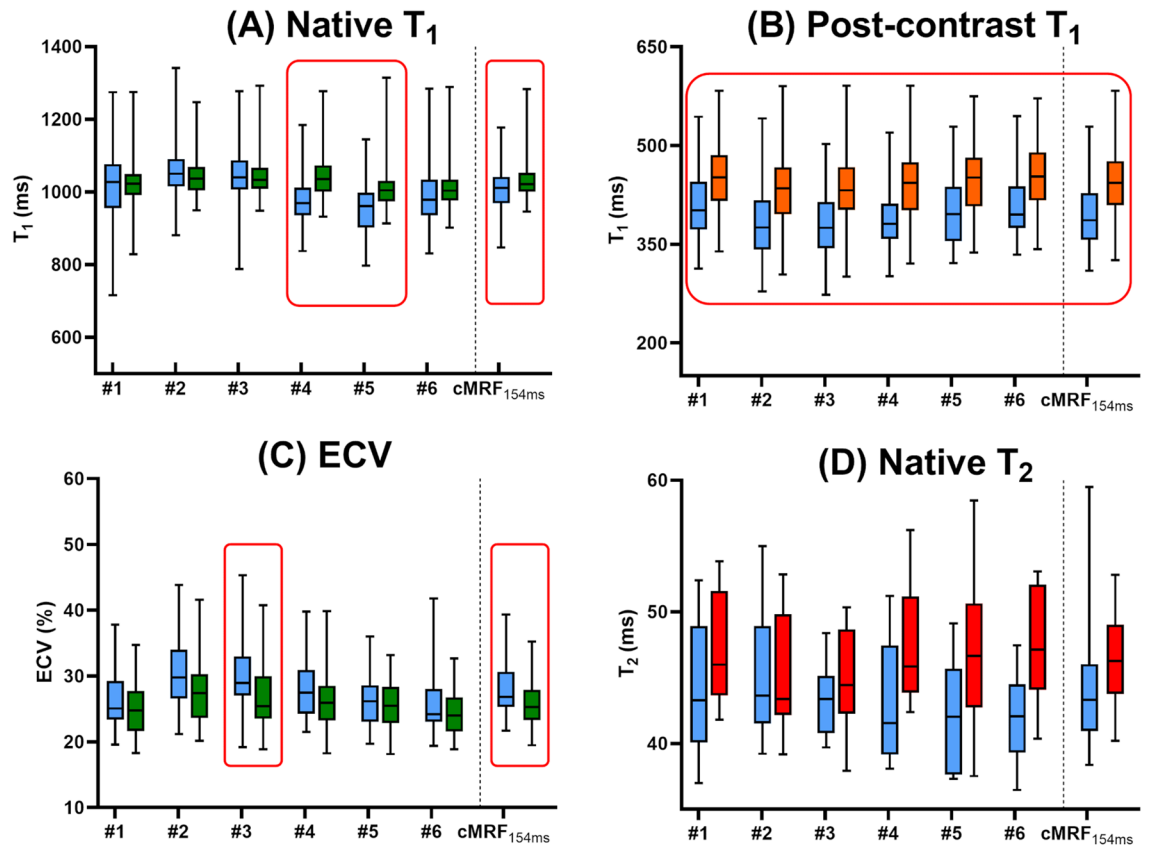 (A) Native T₁
T₁ (ms)
1400
1200
1000
800
600
#1 #2 #3 #4 #5 #6 cMRF₁₅₄ₘₛ
(B) Post-contrast T₁
T₁ (ms)
650
500
350
200
#1 #2 #3 #4 #5 #6 cMRF₁₅₄ₘₛ
(C) ECV
ECV (%)
60
50
40
30
20
10
#1 #2 #3 #4 #5 #6 cMRF₁₅₄ₘₛ
(D) Native T₂
T₂ (ms)
60
50
40
#1 #2 #3 #4 #5 #6 cMRF₁₅₄ₘₛ